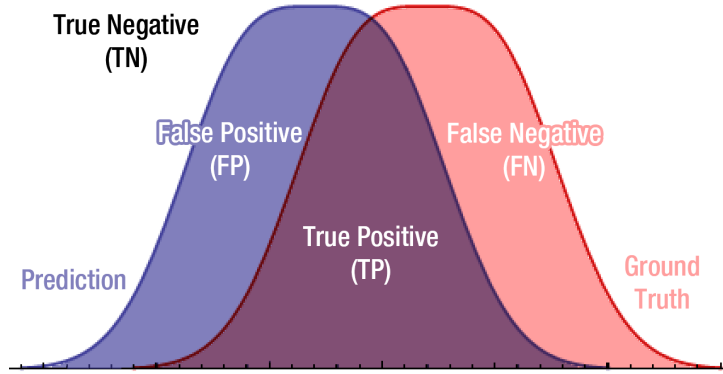 True Negative
(TN)
False Positive
(FP)
False Negative
(FN)
True Positive
(TP)
Prediction
Ground
Truth